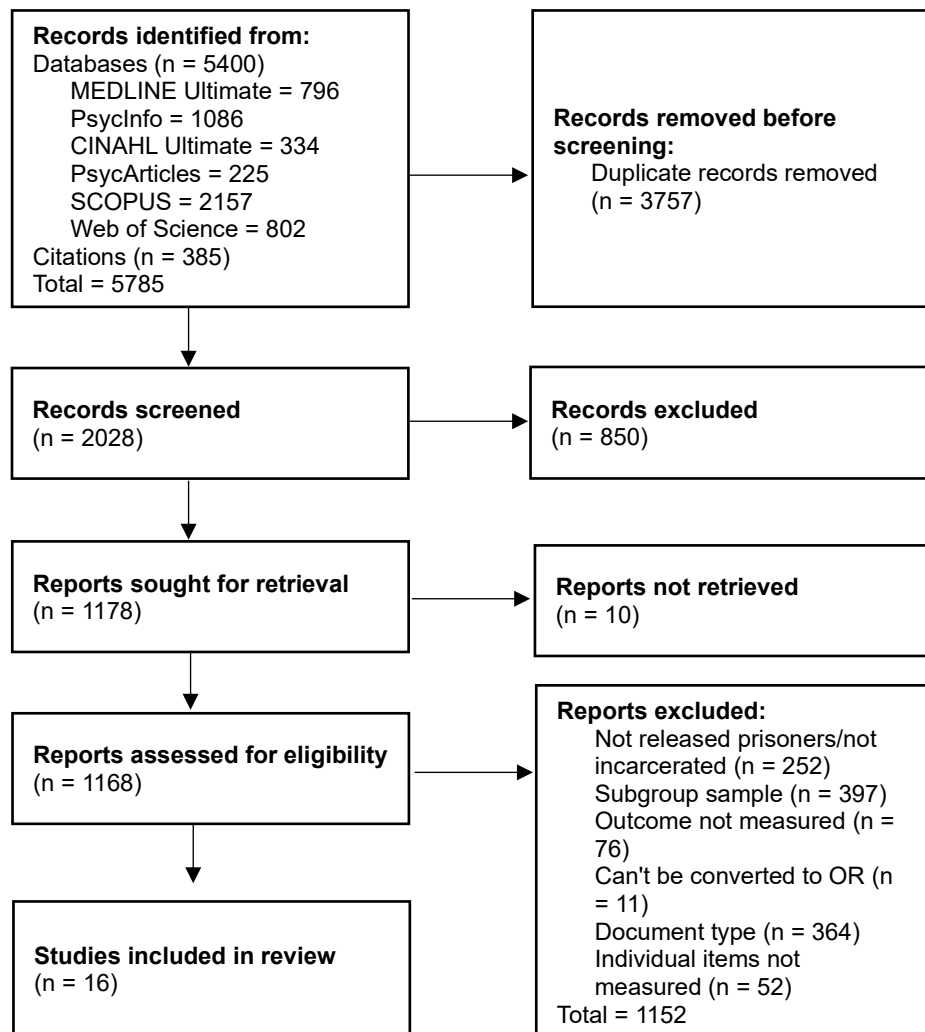 Records identified from:
Databases (n = 5400)
MEDLINE Ultimate = 796
PsycInfo = 1086
CINAHL Ultimate = 334
PsycArticles = 225
SCOPUS = 2157
Web of Science = 802
Citations (n = 385)
Total = 5785
Records removed before
screening:
Duplicate records removed
(n = 3757)
Records screened
(n = 2028)
Records excluded
(n = 850)
Reports sought for retrieval
(n = 1178)
Reports not retrieved
(n = 10)
Reports assessed for eligibility
(n = 1168)
Reports excluded:
Not released prisoners/not
incarcerated (n = 252)
Subgroup sample (n = 397)
Outcome not measured (n =
76)
Can't be converted to OR (n
= 11)
Document type (n = 364)
Individual items not
measured (n = 52)
Total = 1152
Studies included in review
(n = 16)